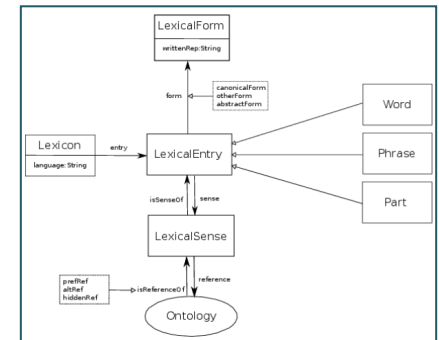 LexicalForm
writtenRep:String
form
canonicalForm
otherForm
abstractForm
Word
Lexicon
language:String
entry
LexicalEntry
Phrase
isSenseOf
sense
Part
LexicalSense
prefRef
altRef
hiddenRef
isReferenceOf
reference
Ontology